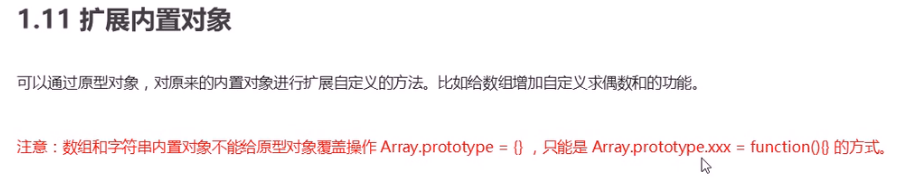 1.11 扩展内置对象
可以通过原型对象，对原来的内置对象进行扩展自定义的方法。比如给数组增加自定义求偶数和的功能。
注意：数组和字符串内置对象不能给原型对象覆盖操作 Array.prototype = {} ，只能是 Array.prototype.xxx = function(){} 的方式。